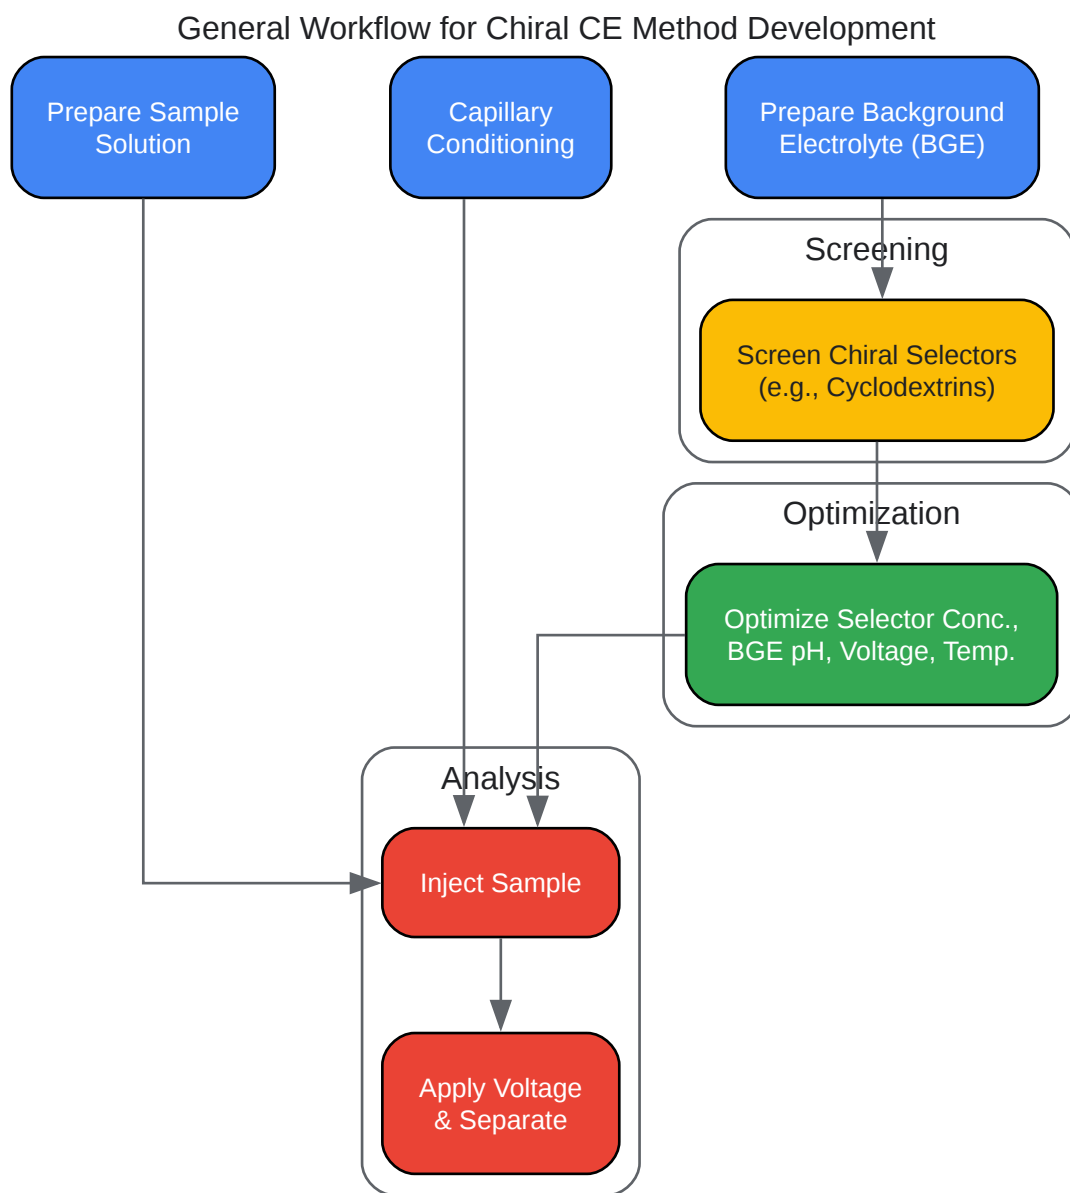 General Workflow for Chiral CE Method Development
Prepare Sample
Solution
Capillary
Conditioning
Prepare Background
Electrolyte (BGE)
Screening
Screen Chiral Selectors
(e.g., Cyclodextrins)
Optimization
Optimize Selector Conc.,
BGE pH, Voltage, Temp.
Analysis
Inject Sample
Apply Voltage
& Separate